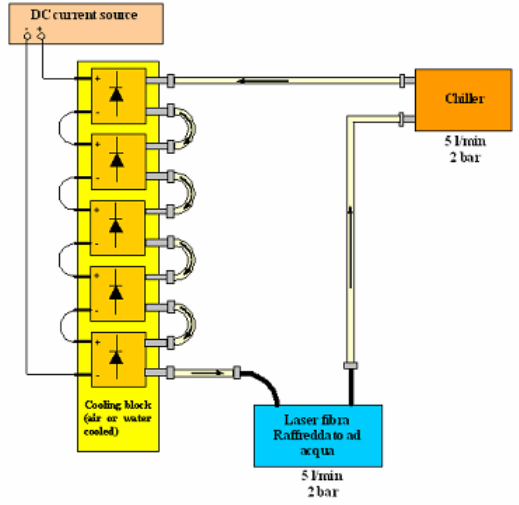 DC current source
- +
+
-
+
-
+
-
+
-
+
-
Chiller
5 l/min
2 bar
Cooling block
(air or water
cooled)
Laser fibra
Raffreddato ad
acqua
5 l/min
2 bar